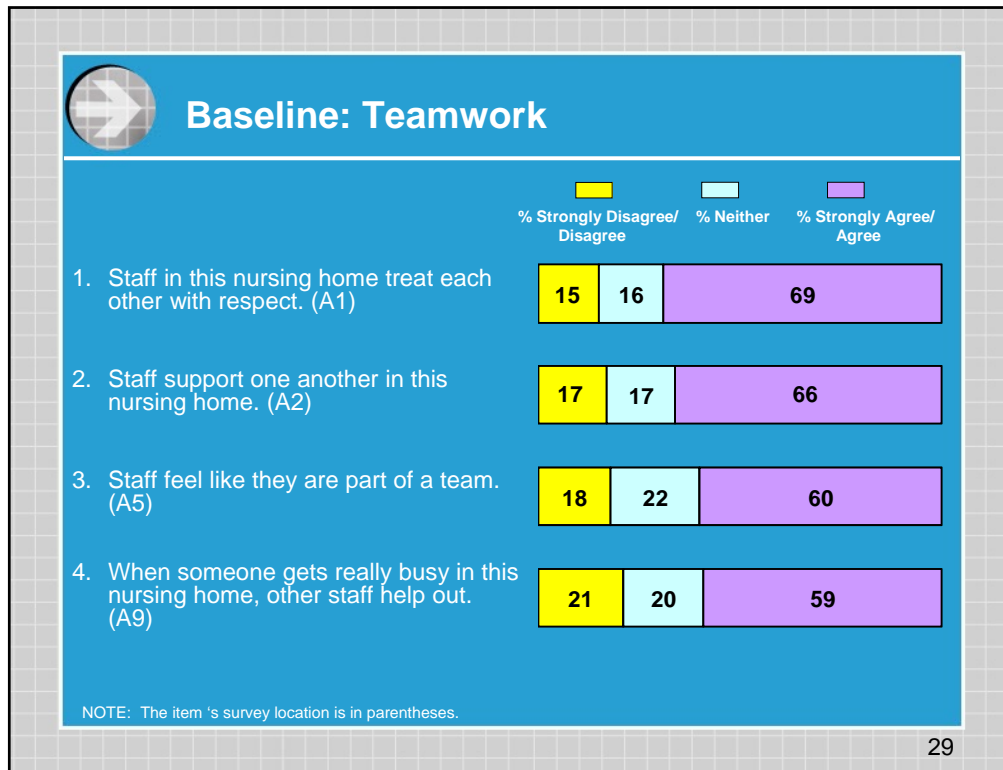 Baseline: Teamwork
% Strongly Disagree/
Disagree
% Neither
% Strongly Agree/
Agree
1. Staff in this nursing home treat each
other with respect. (A1)
15 16 69
2. Staff support one another in this
nursing home. (A2)
17 17 66
3. Staff feel like they are part of a team.
(A5)
18 22 60
4. When someone gets really busy in this
nursing home, other staff help out.
(A9)
21 20 59
NOTE: The item ‘s survey location is in parentheses.
29